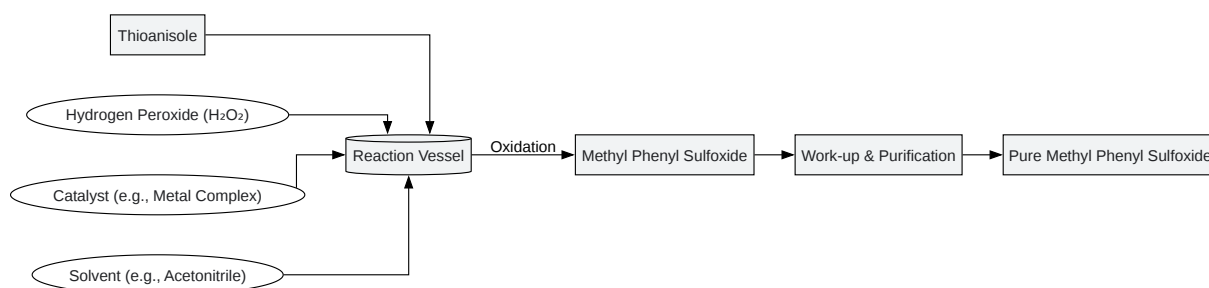 Thioanisole
Hydrogen Peroxide (H₂O₂)
Reaction Vessel
Oxidation
Methyl Phenyl Sulfoxide
Work-up & Purification
Pure Methyl Phenyl Sulfoxide
Catalyst (e.g., Metal Complex)
Solvent (e.g., Acetonitrile)